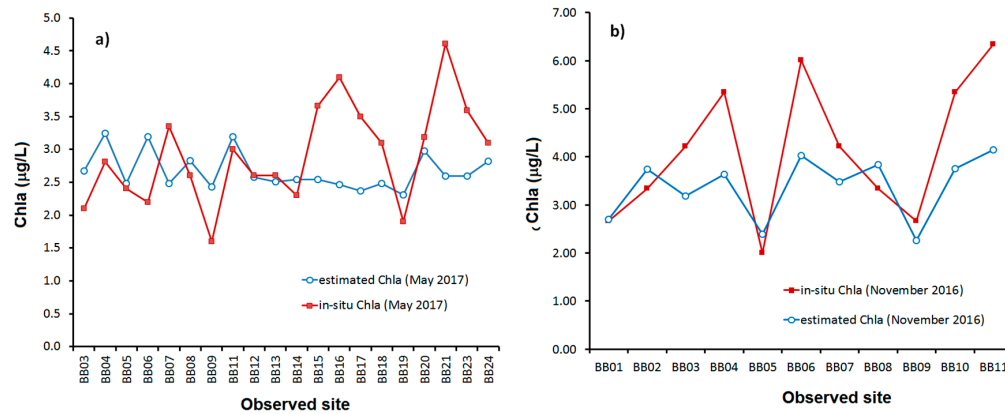 a)
5.0
4.5
4.0
3.5
3.0
2.5
2.0
1.5
1.0
0.5
0.0
Chla (µg/L)
estimated Chla (May 2017)
in-situ Chla (May 2017)
BB03 BB04 BB05 BB06 BB07 BB08 BB09 BB11 BB12 BB13 BB14 BB15 BB16 BB17 BB18 BB19 BB20 BB21 BB23 BB24
Observed site
b)
7.00
6.00
5.00
4.00
3.00
2.00
1.00
0.00
Chla (µg/L)
in-situ Chla (November 2016)
estimated Chla (November 2016)
BB01 BB02 BB03 BB04 BB05 BB06 BB07 BB08 BB09 BB10 BB11
Observed site